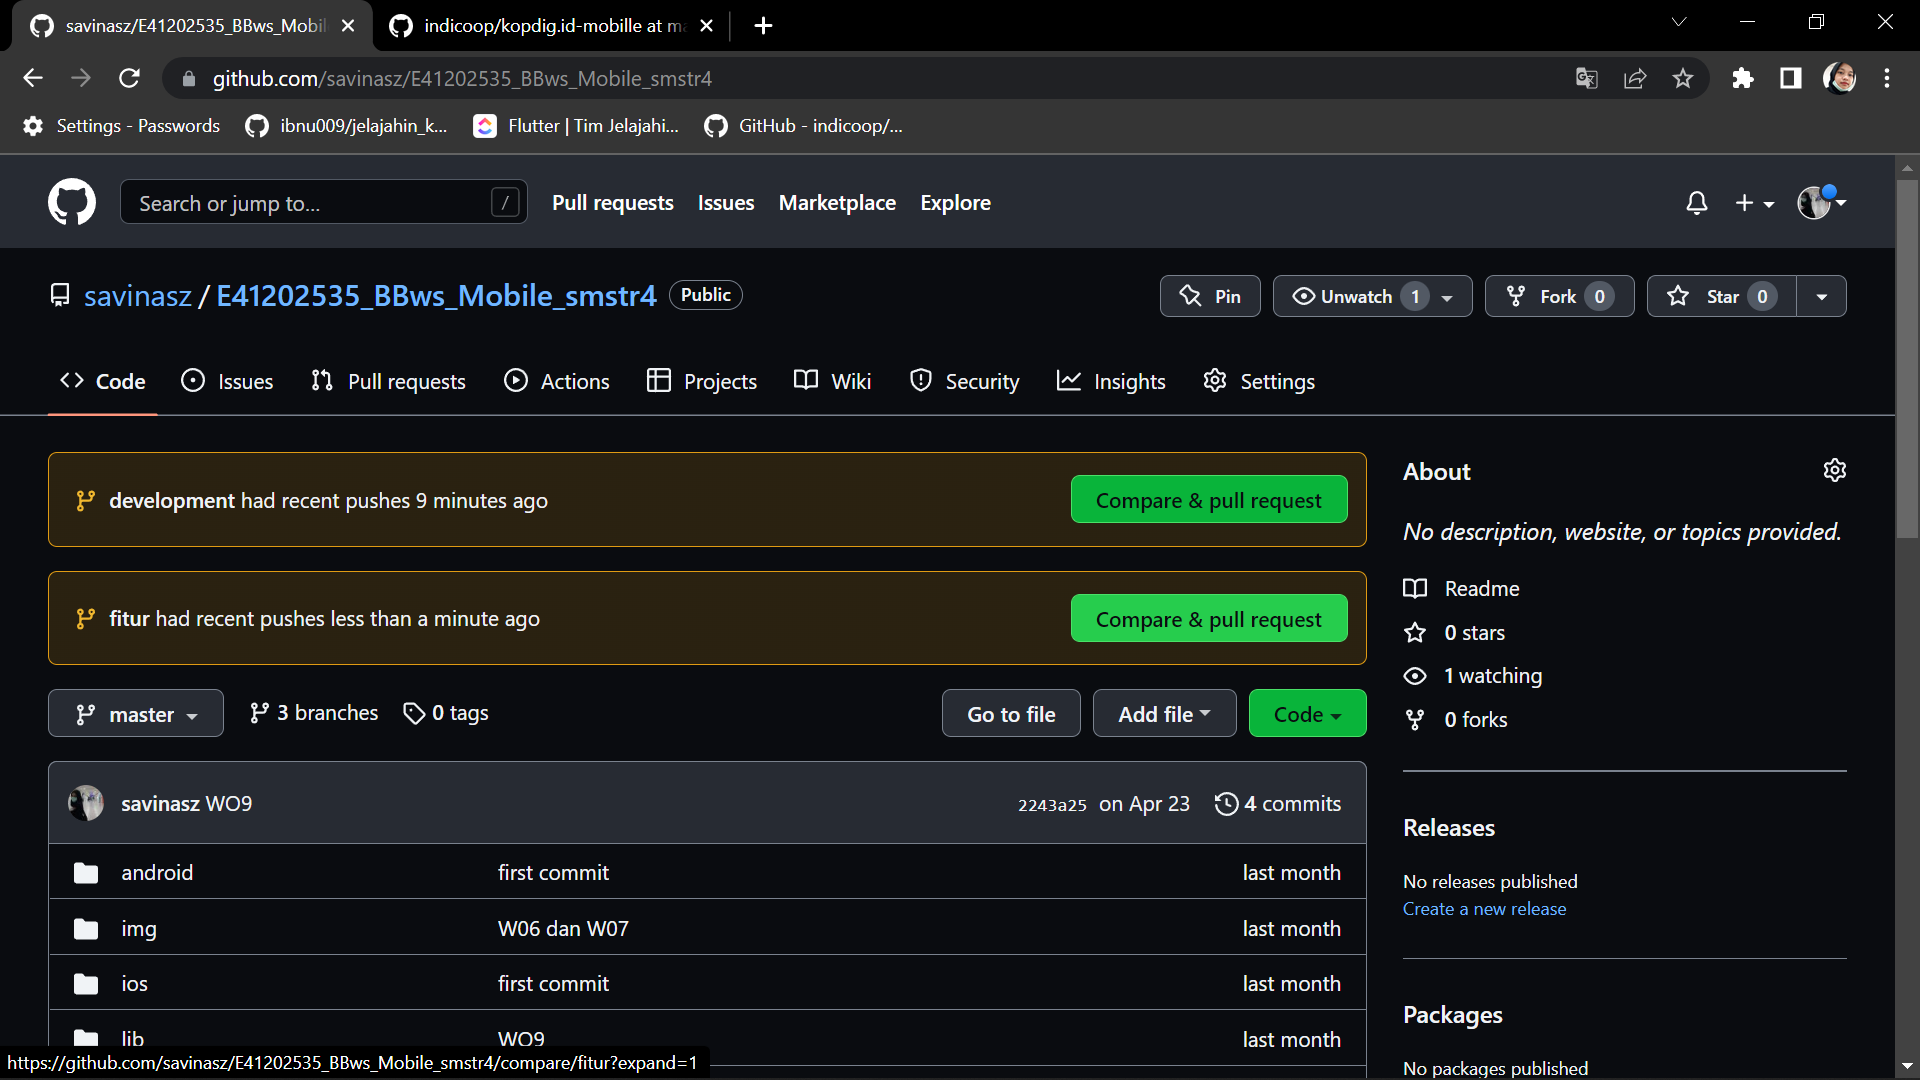 savinasz/E41202535_BBws_Mobil
indicoop/kopdig.id-mobille at ma
github.com/savinasz/E41202535_BBws_Mobile_smstr4
Settings - Passwords
ibnu009/jelajahin_k...
Flutter | Tim Jelajahi...
GitHub - indicoop/...
Search or jump to...
/
Pull requests
Issues
Marketplace
Explore
savinasz / E41202535_BBws_Mobile_smstr4
Public
Pin
Unwatch 1
Fork 0
Star 0
Code
Issues
Pull requests
Actions
Projects
Wiki
Security
Insights
Settings
development had recent pushes 9 minutes ago
Compare & pull request
fitur had recent pushes less than a minute ago
Compare & pull request
master
3 branches
0 tags
Go to file
Add file
Code
savinasz WO9
2243a25 on Apr 23
4 commits
android first commit last month
img W06 dan W07 last month
ios first commit last month
lib WO9 last month
About
No description, website, or topics provided.
Readme
0 stars
1 watching
0 forks
Releases
No releases published
Create a new release
Packages
No packages published
https://github.com/savinasz/E41202535_BBws_Mobile_smstr4/compare/fitur?expand=1